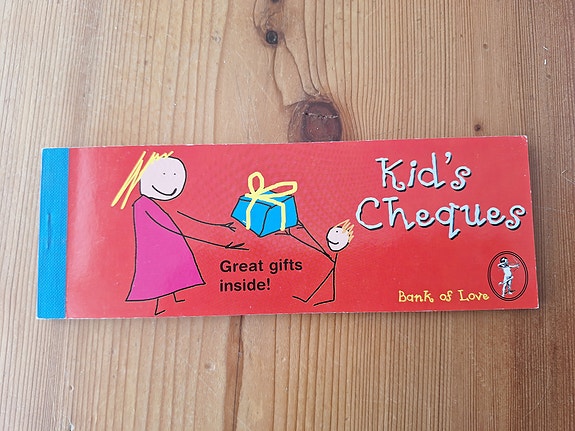 Kid's
Cheques
Great gifts
inside!
Bank of Love